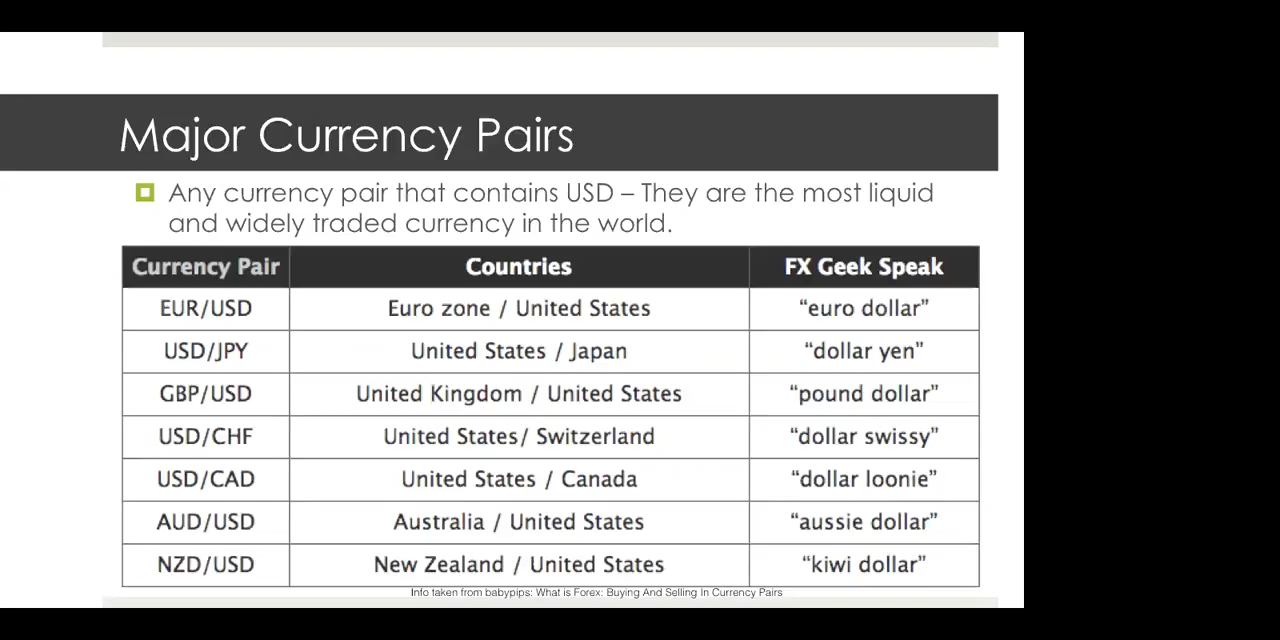 Major Currency Pairs
Any currency pair that contains USD – They are the most liquid
and widely traded currency in the world.
Currency Pair Countries FX Geek Speak
EUR/USD Euro zone / United States “euro dollar”
USD/JPY United States / Japan “dollar yen”
GBP/USD United Kingdom / United States “pound dollar”
USD/CHF United States/ Switzerland “dollar swissy”
USD/CAD United States / Canada “dollar loonie”
AUD/USD Australia / United States “aussie dollar”
NZD/USD New Zealand / United States “kiwi dollar”
Info taken from babypips: What is Forex: Buying And Selling In Currency Pairs